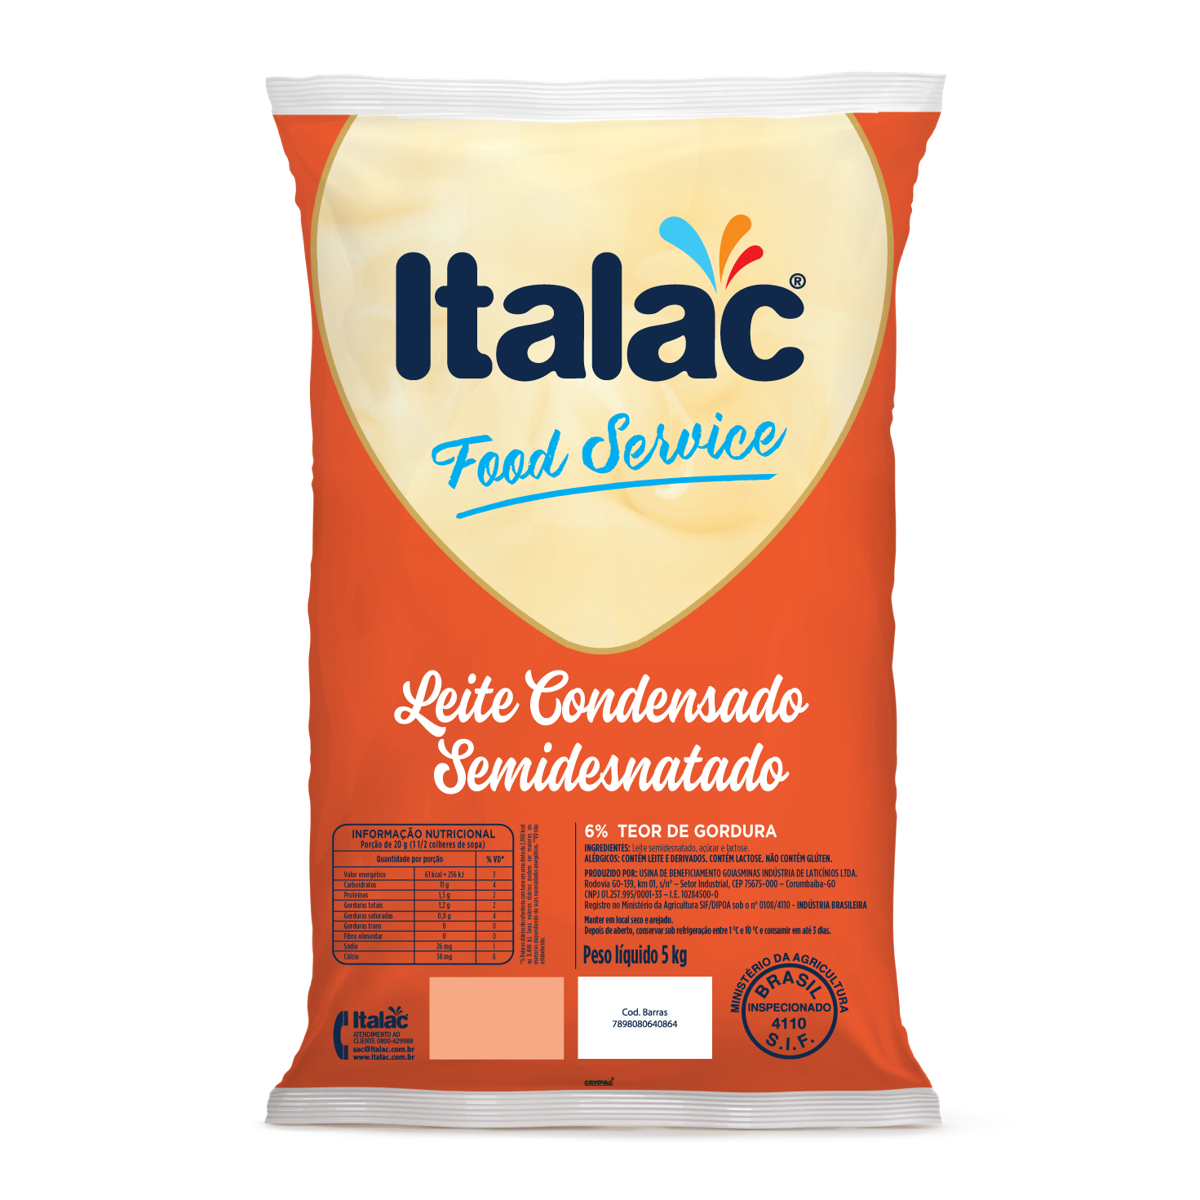 Italac®
Food Service
Leite Condensado
Semidesnatado
INFORMAÇÃO NUTRICIONAL
Porção de 20 g (1 1/2 colheres de sopa)
Quantidade por porção % VD*
Valor energético 61 kcal = 256 kJ 3
Carboidratos 11 g 4
Proteínas 1,5 g 2
Gorduras totais 1,2 g 2
Gorduras saturadas 0,8 g 4
Gorduras trans 0 0
Fibra alimentar 0 0
Sódio 26 mg 1
Cálcio 58 mg 6
6% TEOR DE GORDURA
INGREDIENTES: Leite semidesnatado, açúcar e lactose.
ALÉRGICOS: CONTÉM LEITE E DERIVADOS. CONTÉM LACTOSE. NÃO CONTÉM GLÚTEN.
PRODUZIDO POR: USINA DE BENEFICIAMENTO GOIASMINAS INDÚSTRIA DE LATICÍNIOS LTDA.
Rodovia GO-139, km 01, s/nº – Setor Industrial, CEP 75675-000 – Corumbaíba-GO
CNPJ 01.257.995/0001-33 – I.E. 10284500-0
Registro no Ministério da Agricultura SIF/DIPOA sob o nº 0108/4110 - INDÚSTRIA BRASILEIRA
Manter em local seco e arejado.
Depois de aberto, conservar sob refrigeração entre 1 ºC e 10 ºC e consumir em até 3 dias.
Peso líquido 5 kg
Italac
ATENDIMENTO AO
CLIENTE 0800-629988
sac@italac.com.br
www.italac.com.br
Cod. Barras
7898080640864
MINISTÉRIO DA AGRICULTURA
BRASIL
INSPECIONADO
4110
S.I.F.
CRYOVAC®